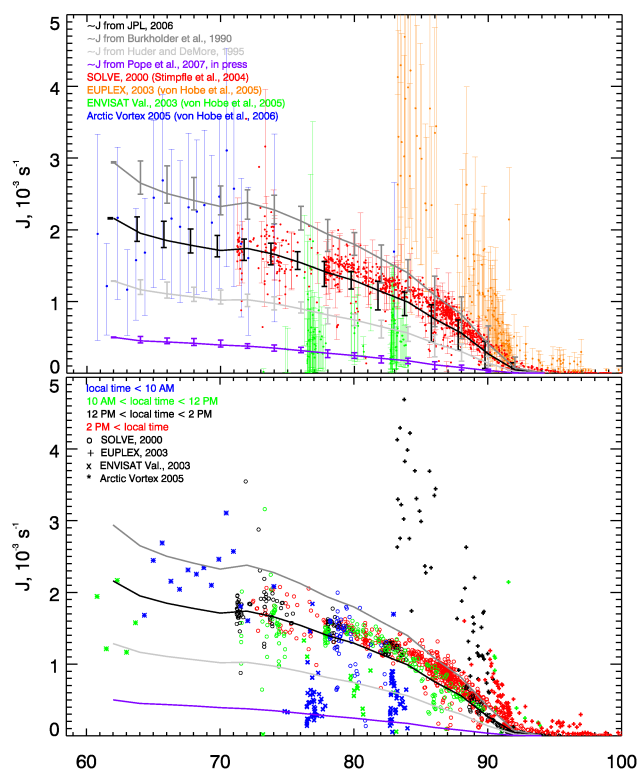 5
~J from JPL, 2006
~J from Burkholder et al., 1990
~J from Huder and DeMore, 1995
~J from Pope et al., 2007, in press
SOLVE, 2000 (Stimpfle et al., 2004)
EUPLEX, 2003 (von Hobe et al., 2005)
ENVISAT Val., 2003 (von Hobe et al., 2005)
Arctic Vortex 2005 (von Hobe et al., 2006)
4
3
2
1
0
J, 10⁻³ s⁻¹
5
local time < 10 AM
10 AM < local time < 12 PM
12 PM < local time < 2 PM
2 PM < local time
SOLVE, 2000
EUPLEX, 2003
ENVISAT Val., 2003
Arctic Vortex 2005
4
3
2
1
0
J, 10⁻³ s⁻¹
60 70 80 90 100